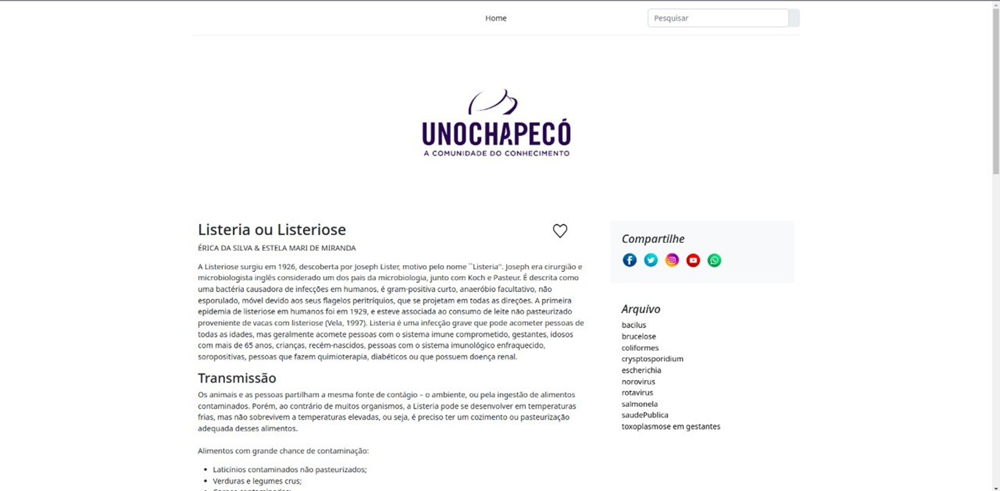 Home
Pesquisar
UNOCHAPECÓ
A COMUNIDADE DO CONHECIMENTO
Listeria ou Listeriose
ÉRICA DA SILVA & ESTELA MARI DE MIRANDA
A Listeriose surgiu em 1926, descoberta por Joseph Lister, motivo pelo nome ``Listeria''. Joseph era cirurgião e
microbiologista inglês considerado um dos pais da microbiologia, junto com Koch e Pasteur. É descrita como
uma bactéria causadora de infecções em humanos, é gram-positiva curto, anaeróbio facultativo, não
esporulado, móvel devido aos seus flagelos peritríquios, que se projetam em todas as direções. A primeira
epidemia de listeriose em humanos foi em 1929, e esteve associada ao consumo de leite não pasteurizado
proveniente de vacas com listeriose (Vela, 1997). Listeria é uma infecção grave que pode acometer pessoas de
todas as idades, mas geralmente acomete pessoas com o sistema imune comprometido, gestantes, idosos
com mais de 65 anos, crianças, recém-nascidos, pessoas com o sistema imunológico enfraquecido,
soropositivas, pessoas que fazem quimioterapia, diabéticos ou que possuem doença renal.
Transmissão
Os animais e as pessoas partilham a mesma fonte de contágio – o ambiente, ou pela ingestão de alimentos
contaminados. Porém, ao contrário de muitos organismos, a Listeria pode se desenvolver em temperaturas
frias, mas não sobrevivem a temperaturas elevadas, ou seja, é preciso ter um cozimento ou pasteurização
adequada desses alimentos.
Alimentos com grande chance de contaminação:
• Laticínios contaminados não pasteurizados;
• Verduras e legumes crus;
Compartilhe
Arquivo
bacilus
brucelose
coliformes
crysptosporidium
escherichia
norovirus
rotavirus
salmonela
saudePublica
toxoplasmose em gestantes